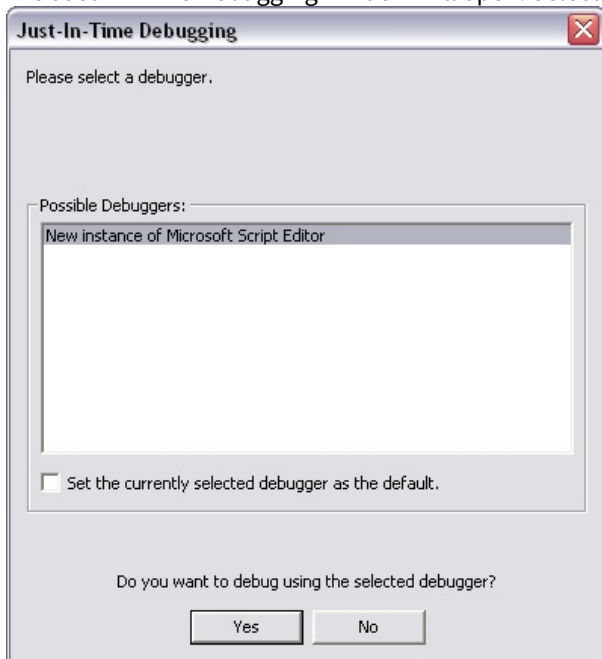 Just-In-Time Debugging
Please select a debugger.
Possible Debuggers:
New instance of Microsoft Script Editor
Set the currently selected debugger as the default.
Do you want to debug using the selected debugger?
Yes
No